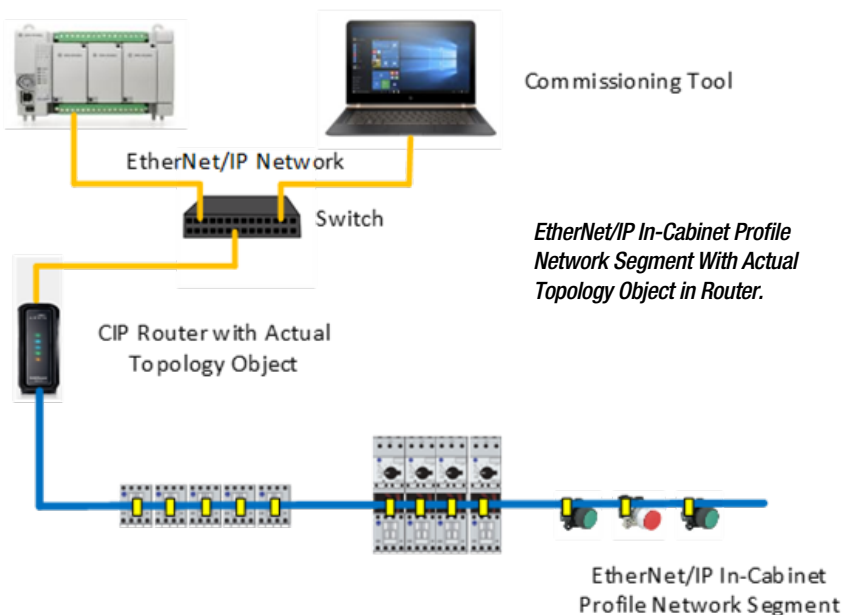 Commissioning Tool
EtherNet/IP Network
Switch
EtherNet/IP In-Cabinet Profile
Network Segment With Actual
Topology Object in Router.
CIP Router with Actual
Topology Object
EtherNet/IP In-Cabinet
Profile Network Segment